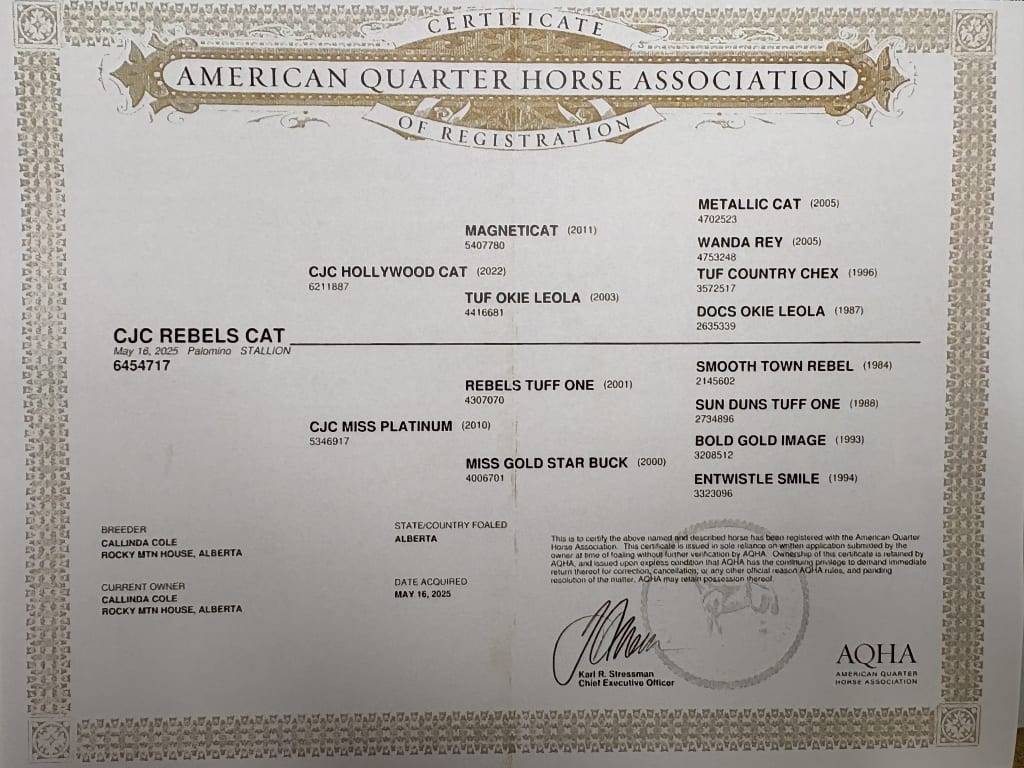 CERTIFICATE
AMERICAN QUARTER HORSE ASSOCIATION
OF REGISTRATION
METALLIC CAT (2005)
4702523
MAGNETICAT (2011)
5407780
WANDA REY (2005)
4753248
CJC HOLLYWOOD CAT (2022)
6211887
TUF COUNTRY CHEX (1996)
3572517
TUF OKIE LEOLA (2003)
4416681
DOCS OKIE LEOLA (1987)
2635339
CJC REBELS CAT
May 16, 2025 Palomino STALLION
6454717
SMOOTH TOWN REBEL (1984)
2145602
REBELS TUFF ONE (2001)
4307070
SUN DUNS TUFF ONE (1988)
2734896
CJC MISS PLATINUM (2010)
5346917
BOLD GOLD IMAGE (1993)
3208512
MISS GOLD STAR BUCK (2000)
4006701
ENTWISTLE SMILE (1994)
3323096
BREEDER
CALLINDA COLE
ROCKY MTN HOUSE, ALBERTA
STATE/COUNTRY FOALED
ALBERTA
CURRENT OWNER
CALLINDA COLE
ROCKY MTN HOUSE, ALBERTA
DATE ACQUIRED
MAY 16, 2025
This is to certify the above named and described horse has been registered with the American Quarter
Horse Association. This certificate is issued in sole reliance on written application submitted by the
owner at time of foaling without further verification by AQHA. Ownership of this certificate is retained by
AQHA, and issued upon express condition that AQHA has the continuing privilege to demand immediate
return thereof for correction, cancellation, or any other official reason AQHA rules, and pending
resolution of the matter, AQHA may retain possession thereof.
Karl R. Stressman
Chief Executive Officer
AQHA
AMERICAN QUARTER
HORSE ASSOCIATION